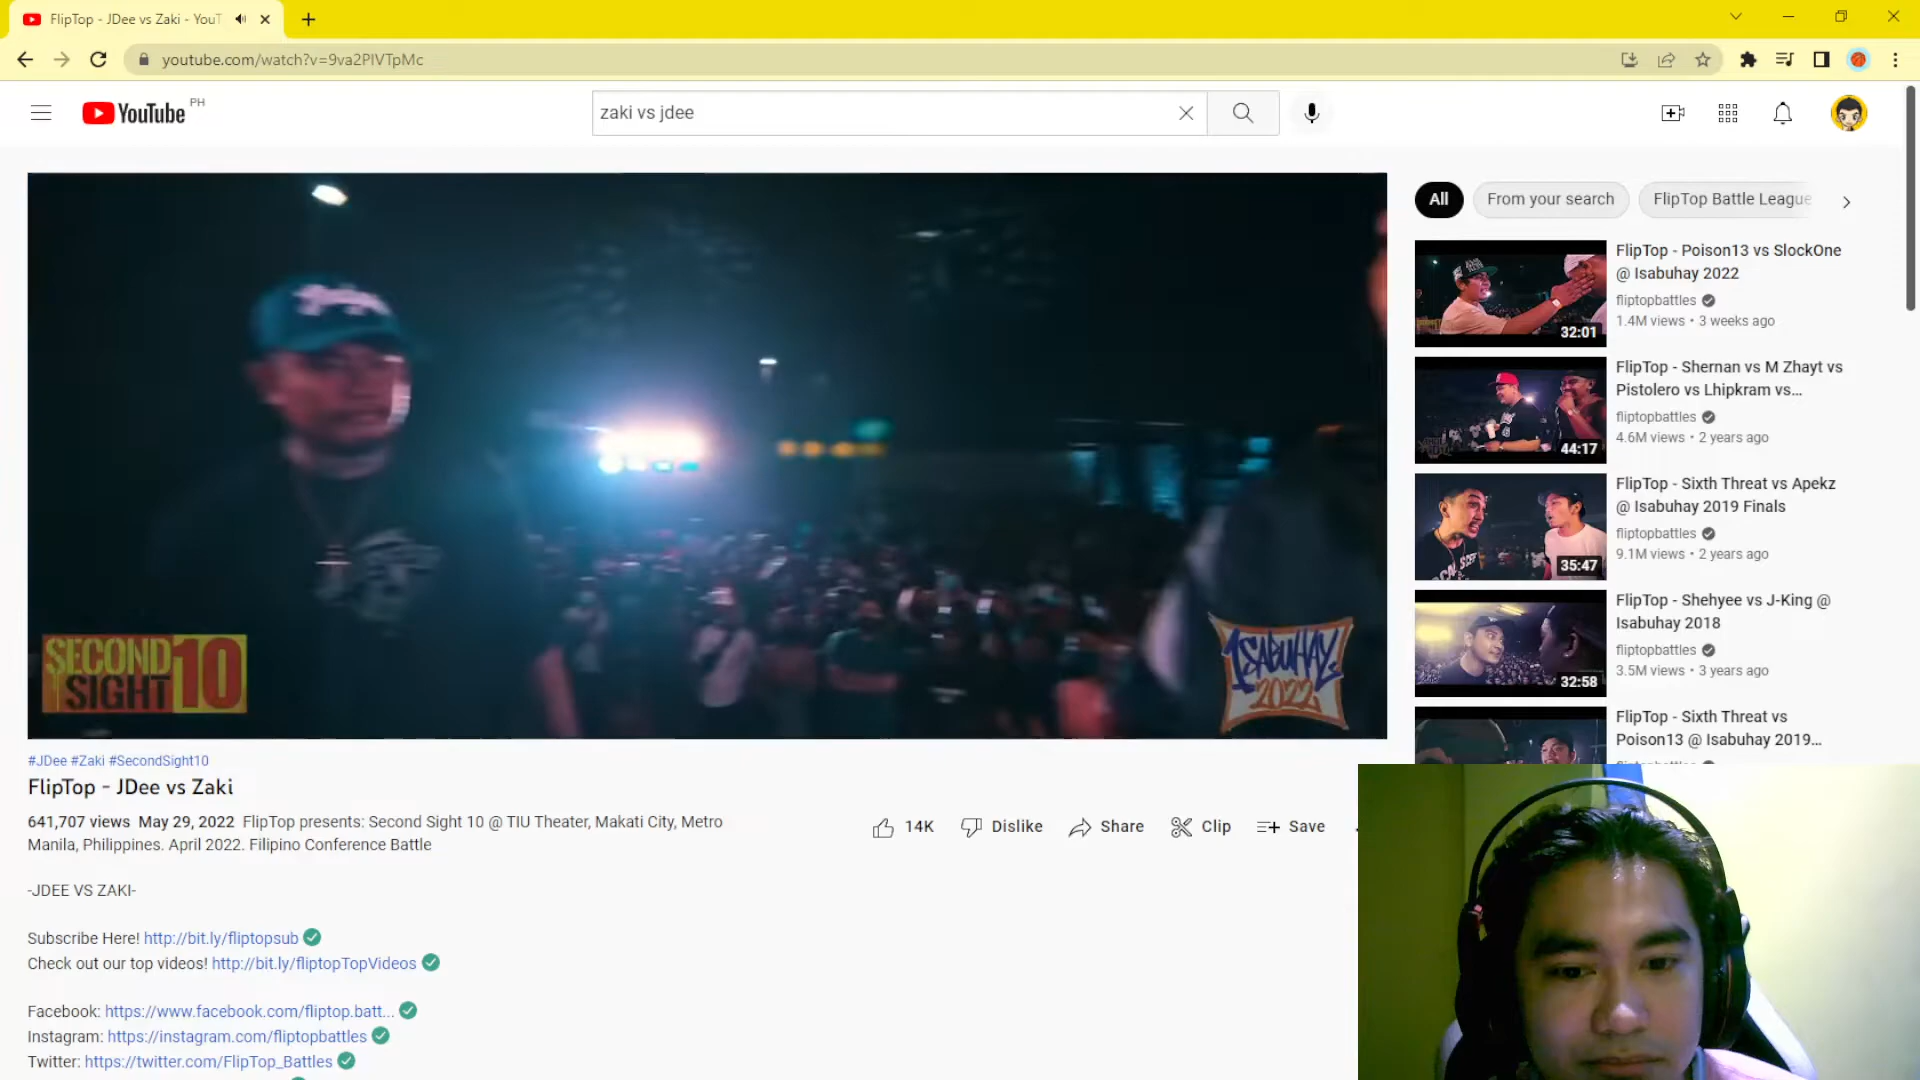 FlipTop - JDee vs Zaki - YouT
youtube.com/watch?v=9va2PIVTpMc
YouTube PH
zaki vs jdee
All
From your search
FlipTop Battle League
SECOND
SIGHT 10
ISABUHAY
2022
#JDee #Zaki #SecondSight10
FlipTop - JDee vs Zaki
641,707 views May 29, 2022 FlipTop presents: Second Sight 10 @ TIU Theater, Makati City, Metro
Manila, Philippines. April 2022. Filipino Conference Battle
14K
Dislike
Share
Clip
Save
-JDEE VS ZAKI-
Subscribe Here! http://bit.ly/fliptopsub
Check out our top videos! http://bit.ly/fliptopTopVideos
Facebook: https://www.facebook.com/fliptop.batt...
Instagram: https://instagram.com/fliptopbattles
Twitter: https://twitter.com/FlipTop_Battles
32:01
FlipTop - Poison13 vs SlockOne
@ Isabuhay 2022
fliptopbattles
1.4M views • 3 weeks ago
44:17
FlipTop - Shernan vs M Zhayt vs
Pistolero vs Lhipkram vs...
fliptopbattles
4.6M views • 2 years ago
35:47
FlipTop - Sixth Threat vs Apekz
@ Isabuhay 2019 Finals
fliptopbattles
9.1M views • 2 years ago
32:58
FlipTop - Shehyee vs J-King @
Isabuhay 2018
fliptopbattles
3.5M views • 3 years ago
FlipTop - Sixth Threat vs
Poison13 @ Isabuhay 2019...